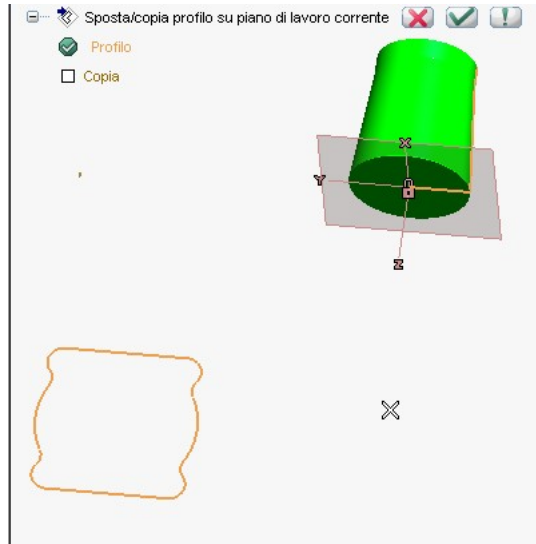 Sposta/copia profilo su piano di lavoro corrente
Profilo
Copia
X
Y
Z